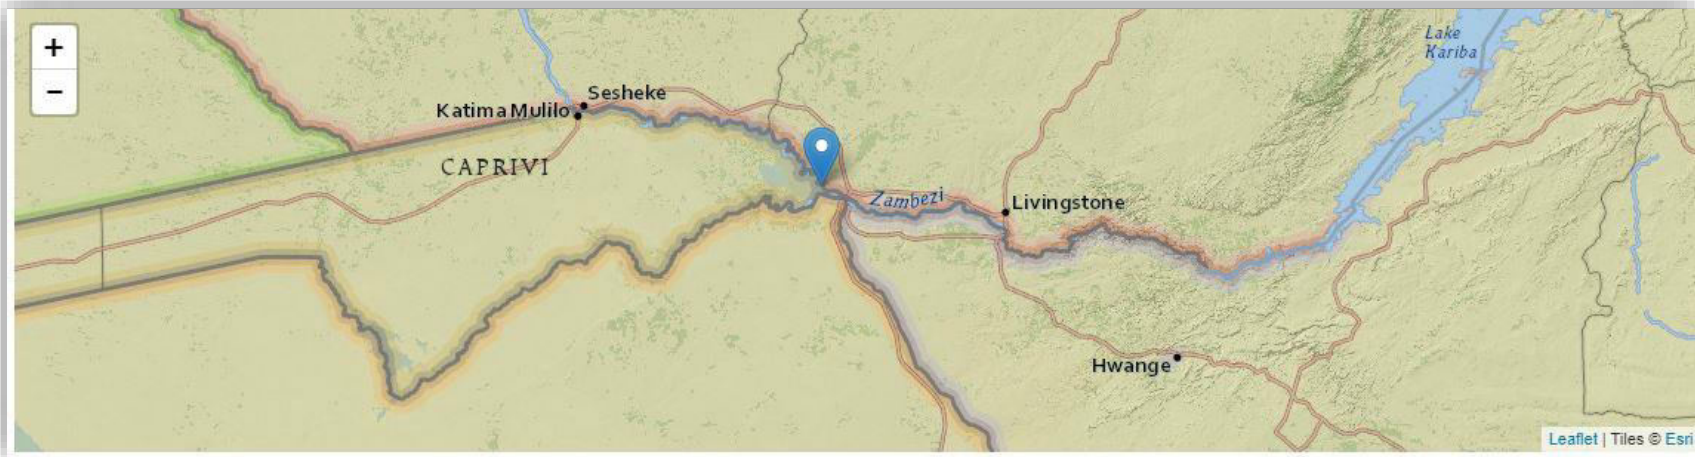 +
−
Lake
Kariba
Sesheke
Katima Mulilo
CAPRIVI
Zambezi
Livingstone
Hwange
Leaflet | Tiles © Esri